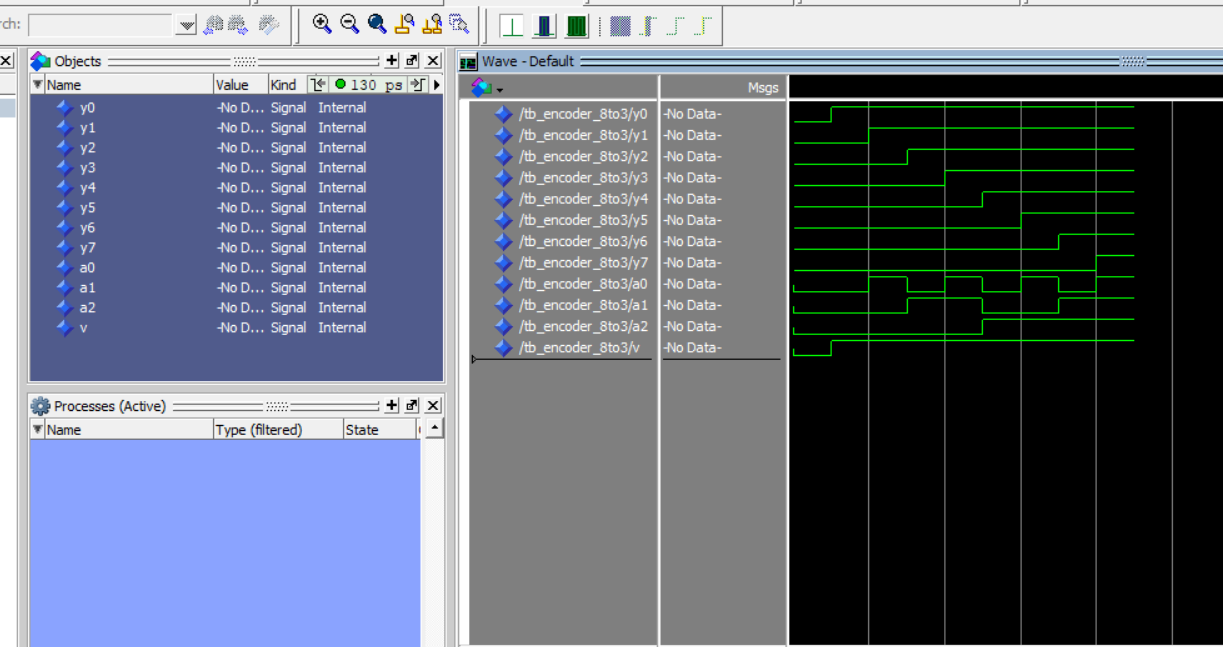 rch:
Objects
Name Value Kind 130 ps
y0 -No D... Signal Internal
y1 -No D... Signal Internal
y2 -No D... Signal Internal
y3 -No D... Signal Internal
y4 -No D... Signal Internal
y5 -No D... Signal Internal
y6 -No D... Signal Internal
y7 -No D... Signal Internal
a0 -No D... Signal Internal
a1 -No D... Signal Internal
a2 -No D... Signal Internal
v -No D... Signal Internal
Processes (Active)
Name Type (filtered) State
Wave - Default
Msgs
/tb_encoder_8to3/y0 -No Data-
/tb_encoder_8to3/y1 -No Data-
/tb_encoder_8to3/y2 -No Data-
/tb_encoder_8to3/y3 -No Data-
/tb_encoder_8to3/y4 -No Data-
/tb_encoder_8to3/y5 -No Data-
/tb_encoder_8to3/y6 -No Data-
/tb_encoder_8to3/y7 -No Data-
/tb_encoder_8to3/a0 -No Data-
/tb_encoder_8to3/a1 -No Data-
/tb_encoder_8to3/a2 -No Data-
/tb_encoder_8to3/v -No Data-